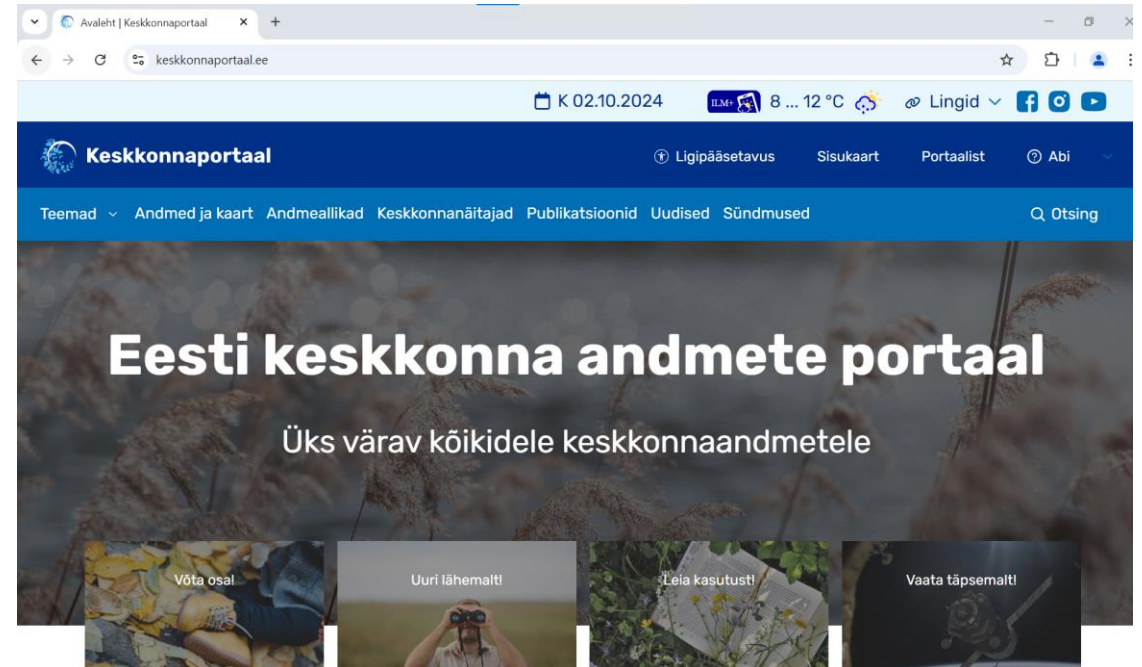 Avaleht | Keskkonnaportaal
keskkonnaportaal.ee
K 02.10.2024 ILM+ 8 ... 12 °C Lingid
Keskkonnaportaal Ligipääsetavus Sisukaart Portaalist Abi
Teemad Andmed ja kaart Andmeallikad Keskkonnanäitajad Publikatsioonid Uudised Sündmused Otsing
Eesti keskkonna andmete portaal
Üks värav kõikidele keskkonnaandmetele
Võta osa! Uuri lähemalt! Leia kasutust! Vaata täpsemalt!